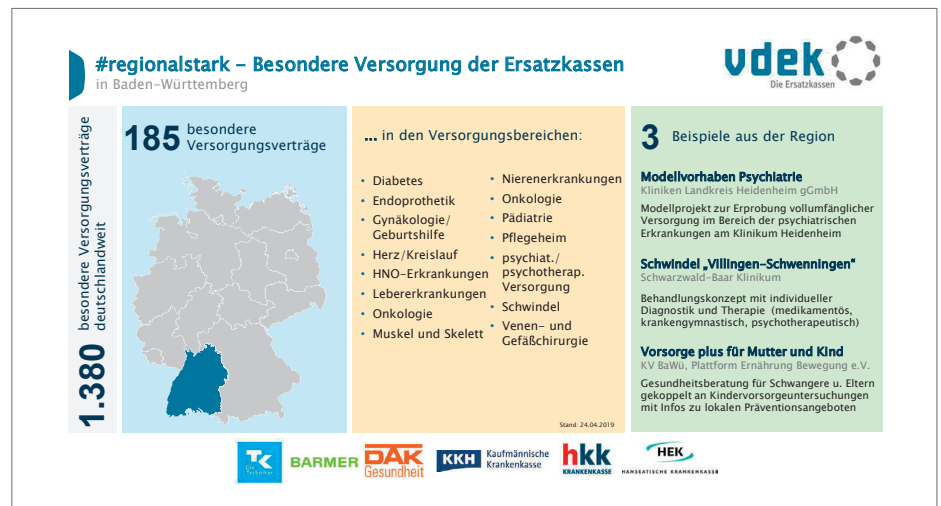 #regionalstark - Besondere Versorgung der Ersatzkassen
in Baden-Württemberg
vdek
Die Ersatzkassen
1.380 besondere Versorgungsverträge
deutschlandweit
185 besondere
Versorgungsverträge
... in den Versorgungsbereichen:
• Diabetes
• Endoprothetik
• Gynäkologie/
Geburtshilfe
• Herz/Kreislauf
• HNO-Erkrankungen
• Lebererkrankungen
• Onkologie
• Muskel und Skelett
• Nierenerkrankungen
• Onkologie
• Pädiatrie
• Pflegeheim
• psychiat./
psychotherap.
Versorgung
• Schwindel
• Venen- und
Gefäßchirurgie
Stand: 24.04.2019
3 Beispiele aus der Region
Modellvorhaben Psychiatrie
Kliniken Landkreis Heidenheim gGmbH
Modellprojekt zur Erprobung vollumfänglicher
Versorgung im Bereich der psychiatrischen
Erkrankungen am Klinikum Heidenheim
Schwindel „Villingen-Schwenningen“
Schwarzwald-Baar Klinikum
Behandlungskonzept mit individueller
Diagnostik und Therapie (medikamentös,
krankengymnastisch, psychotherapeutisch)
Vorsorge plus für Mutter und Kind
KV BaWü, Plattform Ernährung Bewegung e.V.
Gesundheitsberatung für Schwangere u. Eltern
gekoppelt an Kindervorsorgeuntersuchungen
mit Infos zu lokalen Präventionsangeboten
TK
Die
Techniker
BARMER
DAK
Gesundheit
KKH Kaufmännische
Krankenkasse
hkk
KRANKENKASSE
HEK
HANSEATISCHE KRANKENKASSE